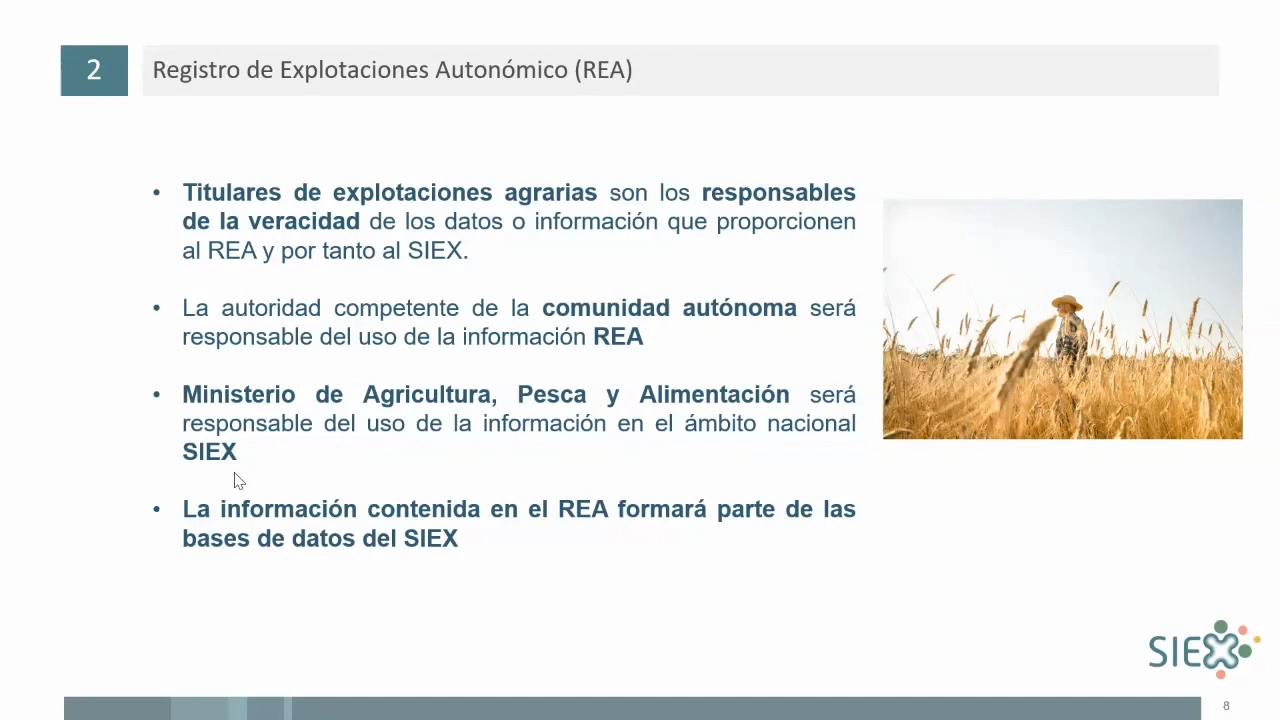 2
Registro de Explotaciones Autonómico (REA)
• Titulares de explotaciones agrarias son los responsables
de la veracidad de los datos o información que proporcionen
al REA y por tanto al SIEX.
• La autoridad competente de la comunidad autónoma será
responsable del uso de la información REA
• Ministerio de Agricultura, Pesca y Alimentación será
responsable del uso de la información en el ámbito nacional
SIEX
• La información contenida en el REA formará parte de las
bases de datos del SIEX
SIEX
8